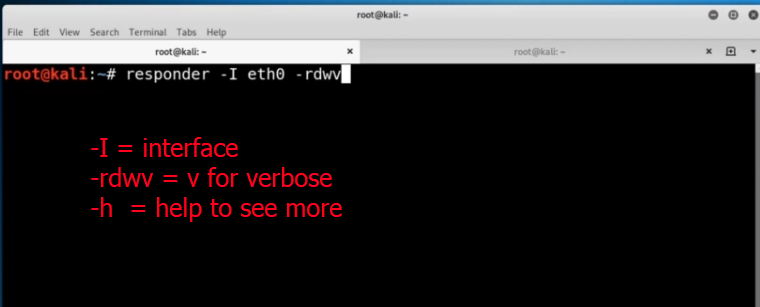 root@kali: ~
File Edit View Search Terminal Tabs Help
root@kali: ~ × root@kali: ~ ×
root@kali:~# responder -I eth0 -rdwv
-I = interface
-rdwv = v for verbose
-h = help to see more